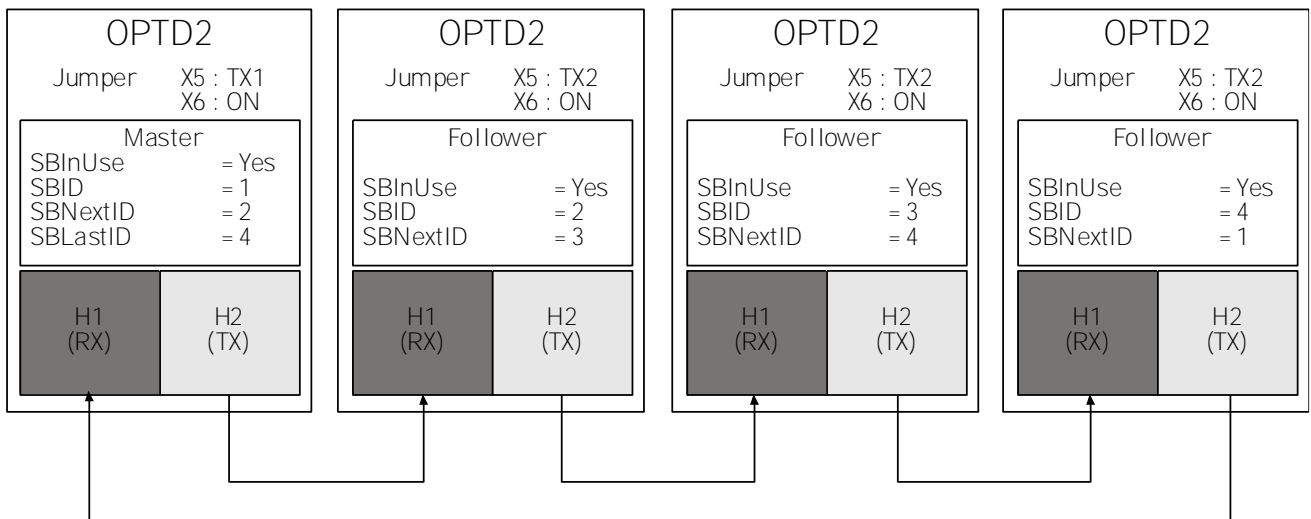 OPTD2
Jumper X5 : TX1
X6 : ON
Master
SBInUse = Yes
SBID = 1
SBNextID = 2
SBLastID = 4
H1
(RX)
H2
(TX)
OPTD2
Jumper X5 : TX2
X6 : ON
Follower
SBInUse = Yes
SBID = 2
SBNextID = 3
H1
(RX)
H2
(TX)
OPTD2
Jumper X5 : TX2
X6 : ON
Follower
SBInUse = Yes
SBID = 3
SBNextID = 4
H1
(RX)
H2
(TX)
OPTD2
Jumper X5 : TX2
X6 : ON
Follower
SBInUse = Yes
SBID = 4
SBNextID = 1
H1
(RX)
H2
(TX)